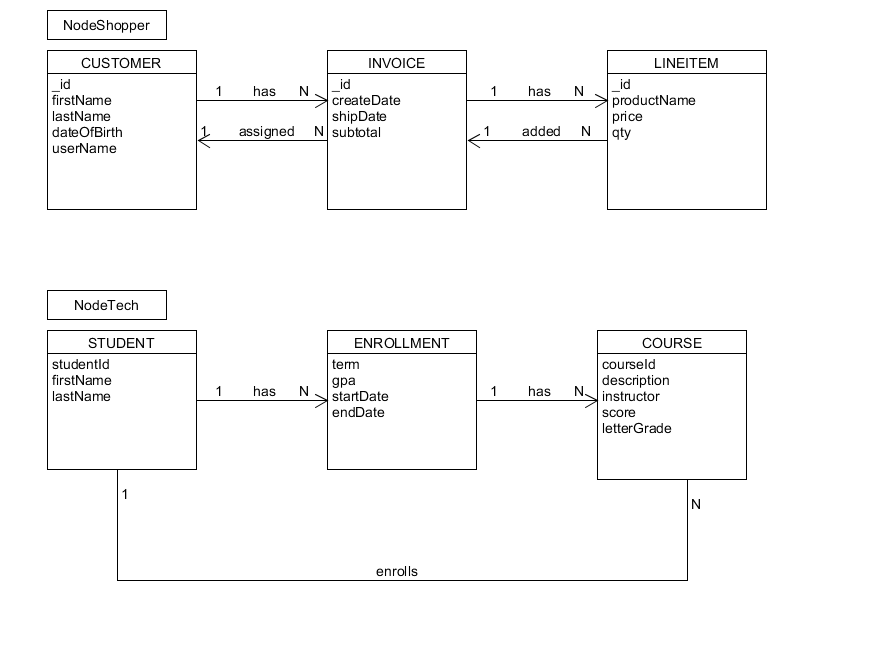 NodeShopper
CUSTOMER
_id
firstName
lastName
dateOfBirth
userName
1 has N
1 assigned N
INVOICE
_id
createDate
shipDate
subtotal
1 has N
1 added N
LINEITEM
_id
productName
price
qty
NodeTech
STUDENT
studentId
firstName
lastName
1 has N
ENROLLMENT
term
gpa
startDate
endDate
1 has N
COURSE
courseId
description
instructor
score
letterGrade
1
N
enrolls